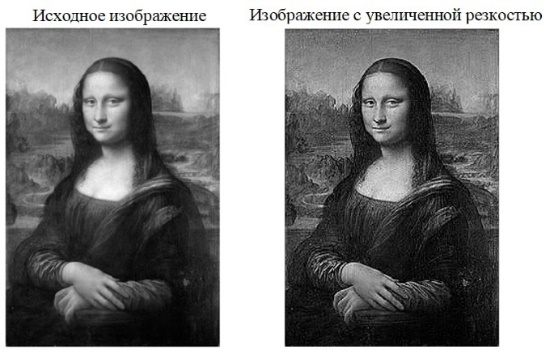 Исходное изображение
Изображение с увеличенной резкостью